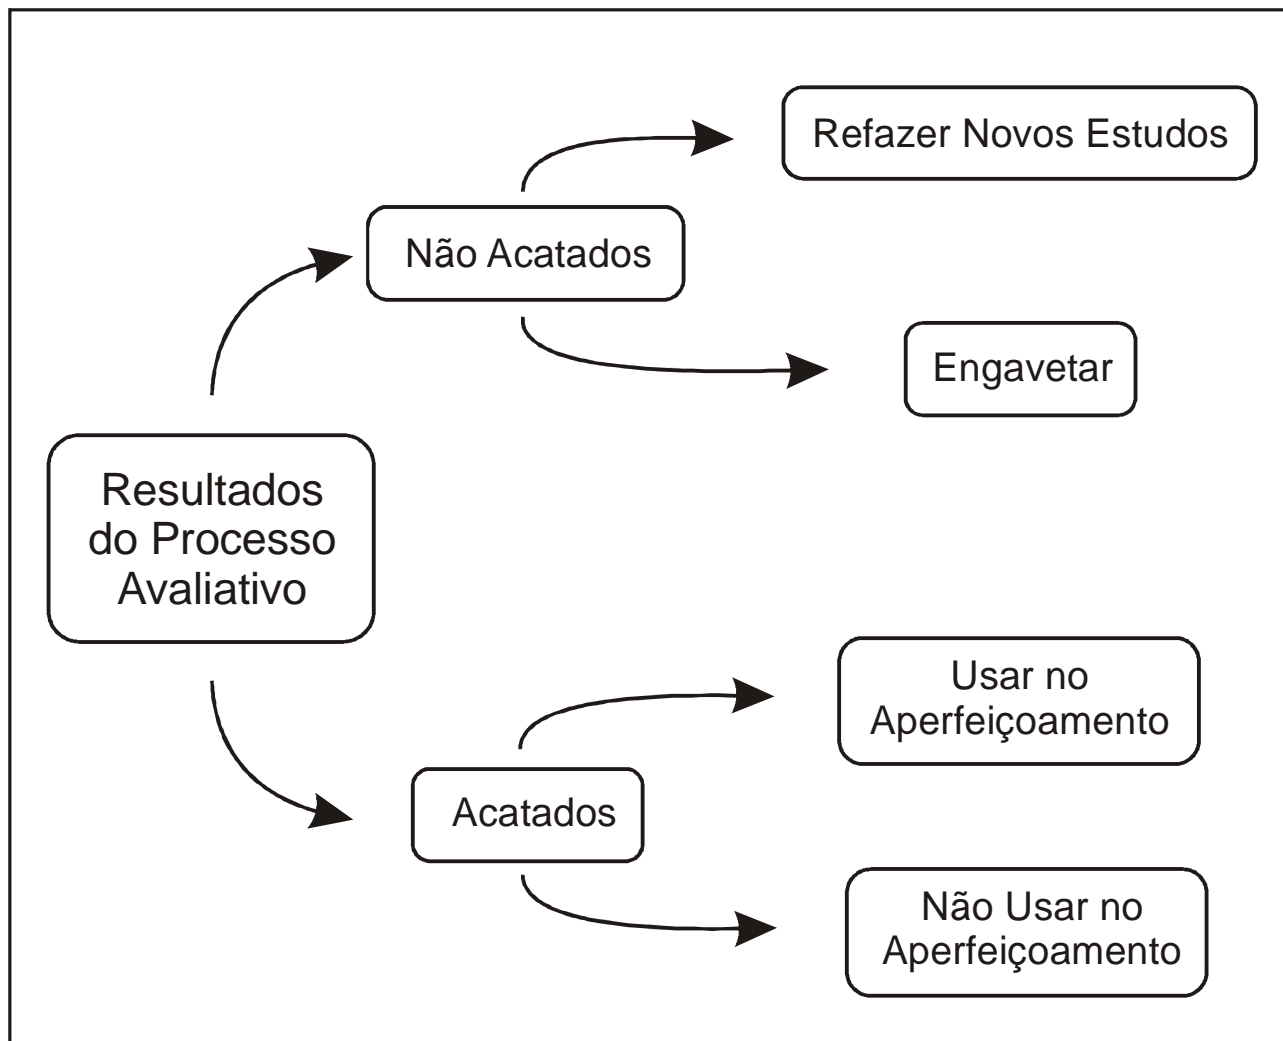 Refazer Novos Estudos
Não Acatados
Engavetar
Resultados
do Processo
Avaliativo
Usar no
Aperfeiçoamento
Acatados
Não Usar no
Aperfeiçoamento